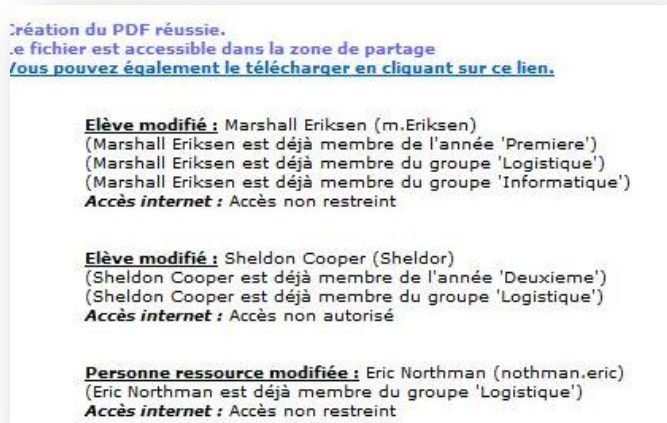 Création du PDF réussie.
Le fichier est accessible dans la zone de partage
Vous pouvez également le télécharger en cliquant sur ce lien.
Elève modifié : Marshall Eriksen (m.Eriksen)
(Marshall Eriksen est déjà membre de l'année 'Premiere')
(Marshall Eriksen est déjà membre du groupe 'Logistique')
(Marshall Eriksen est déjà membre du groupe 'Informatique')
Accès internet : Accès non restreint
Elève modifié : Sheldon Cooper (Sheldor)
(Sheldon Cooper est déjà membre de l'année 'Deuxieme')
(Sheldon Cooper est déjà membre du groupe 'Logistique')
Accès internet : Accès non autorisé
Personne ressource modifiée : Eric Northman (nothman.eric)
(Eric Northman est déjà membre du groupe 'Logistique')
Accès internet : Accès non restreint